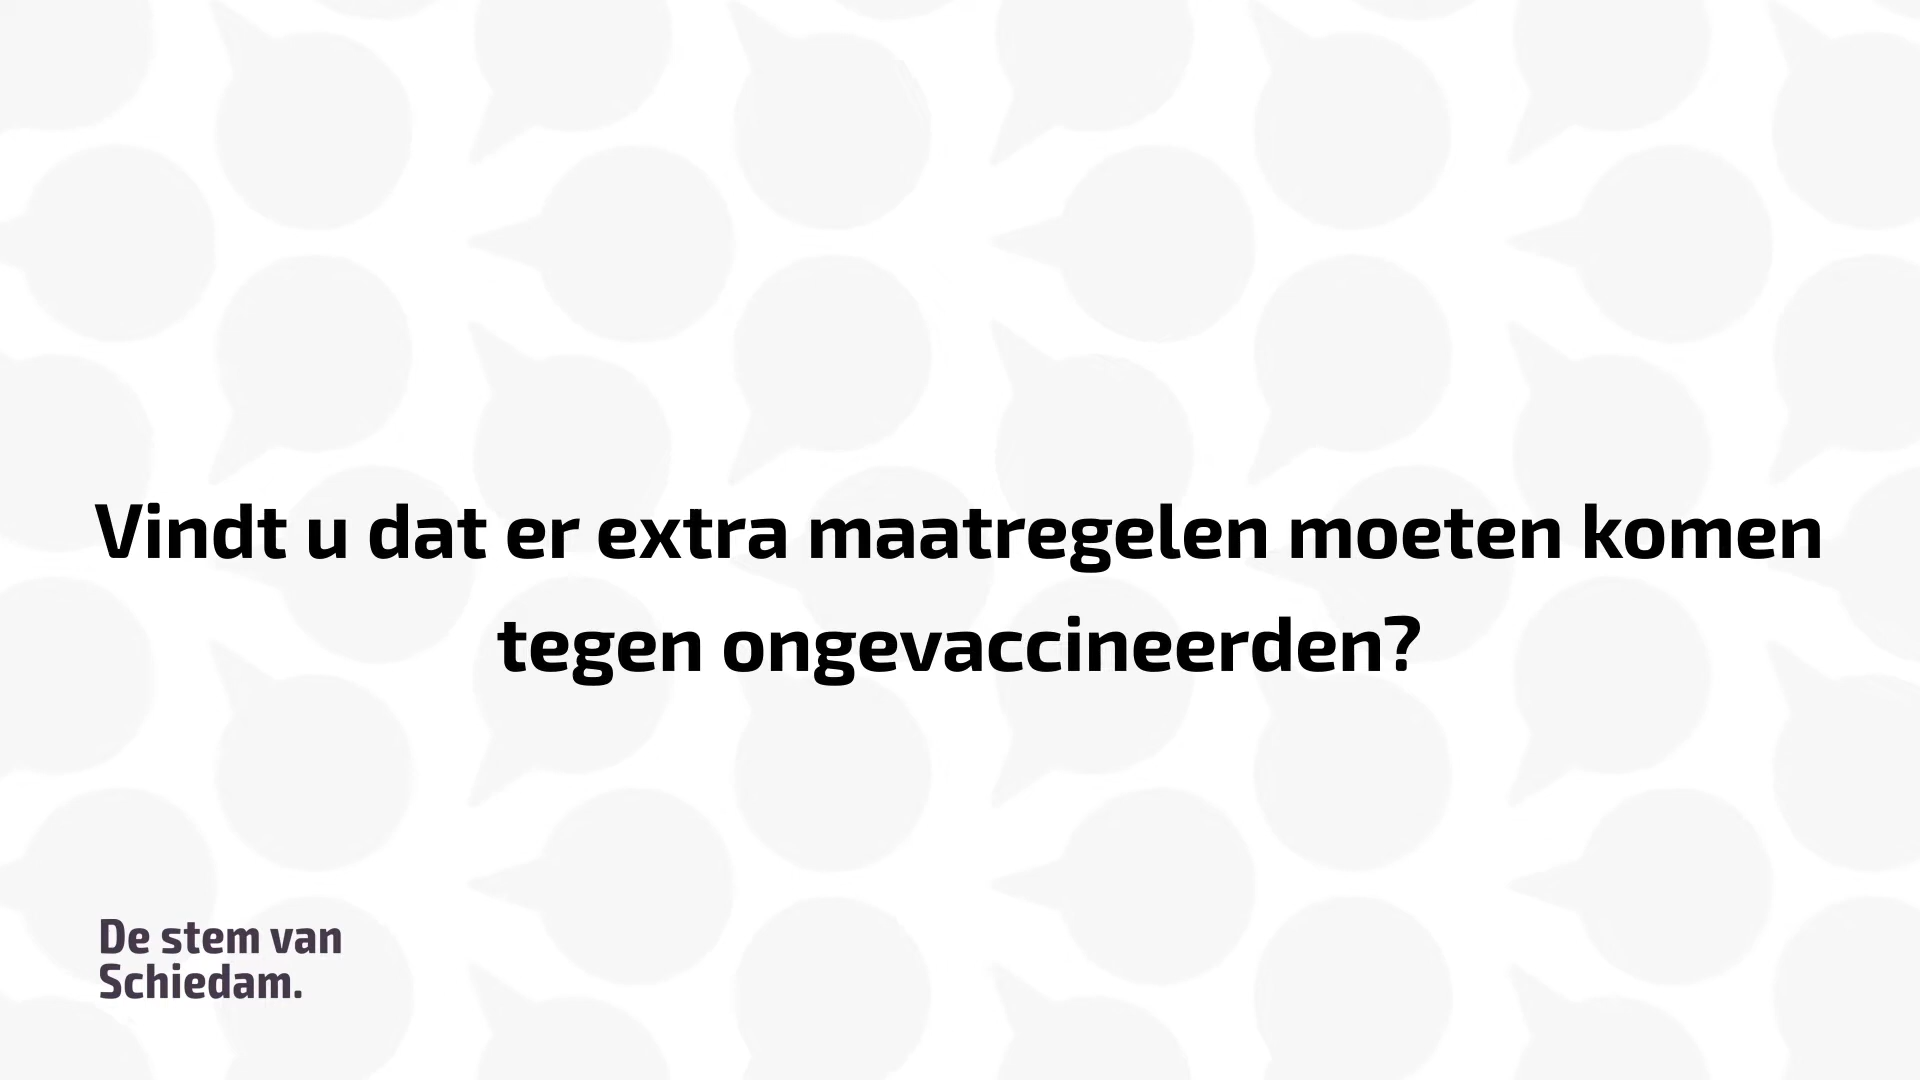 Vindt u dat er extra maatregelen moeten komen
tegen ongevaccineerden?
De stem van
Schiedam.